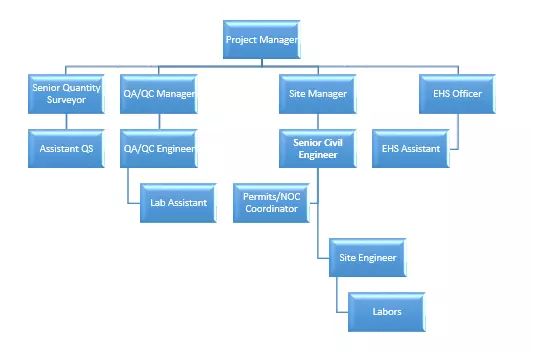 Project Manager
Senior Quantity
Surveyor
QA/QC Manager
Site Manager
EHS Officer
Assistant QS
QA/QC Engineer
Senior Civil
Engineer
EHS Assistant
Lab Assistant
Permits/NOC
Coordinator
Site Engineer
Labors